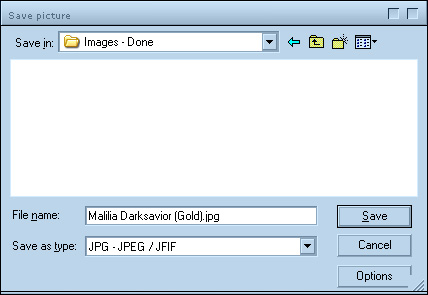 Save picture
Save in: Images - Done
File name: Malilia Darksavior (Gold).jpg Save
Save as type: JPG - JPEG / JFIF Cancel
Options